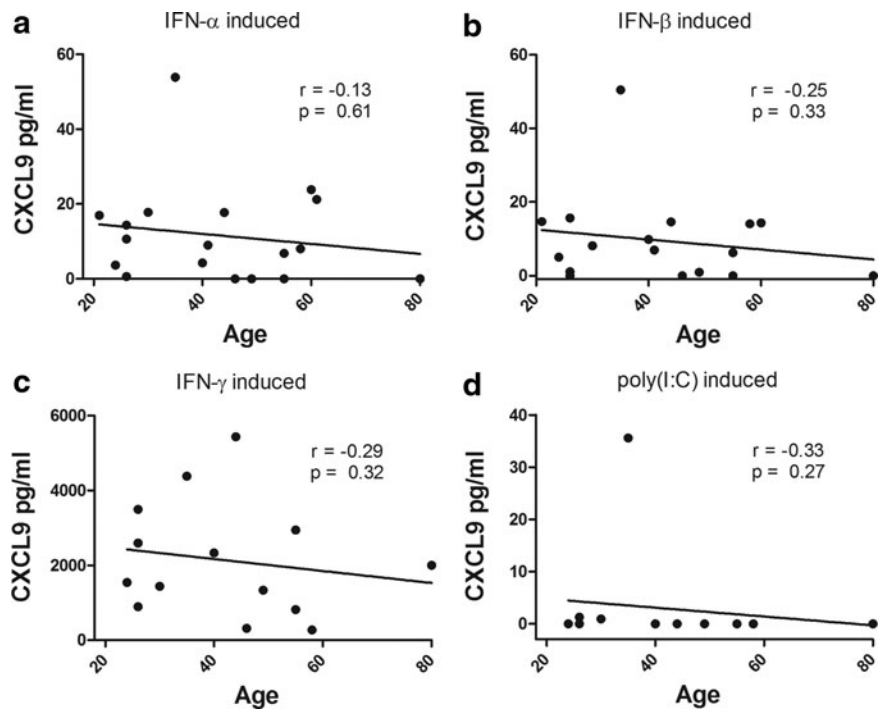 a IFN-α induced
60
40
20
0
CXCL9 pg/ml
r = -0.13
p = 0.61
20 40 60 80
Age
b IFN-β induced
60
40
20
0
CXCL9 pg/ml
r = -0.25
p = 0.33
20 40 60 80
Age
c IFN-γ induced
6000
4000
2000
0
CXCL9 pg/ml
r = -0.29
p = 0.32
20 40 60 80
Age
d poly(I:C) induced
40
30
20
10
0
CXCL9 pg/ml
r = -0.33
p = 0.27
20 40 60 80
Age